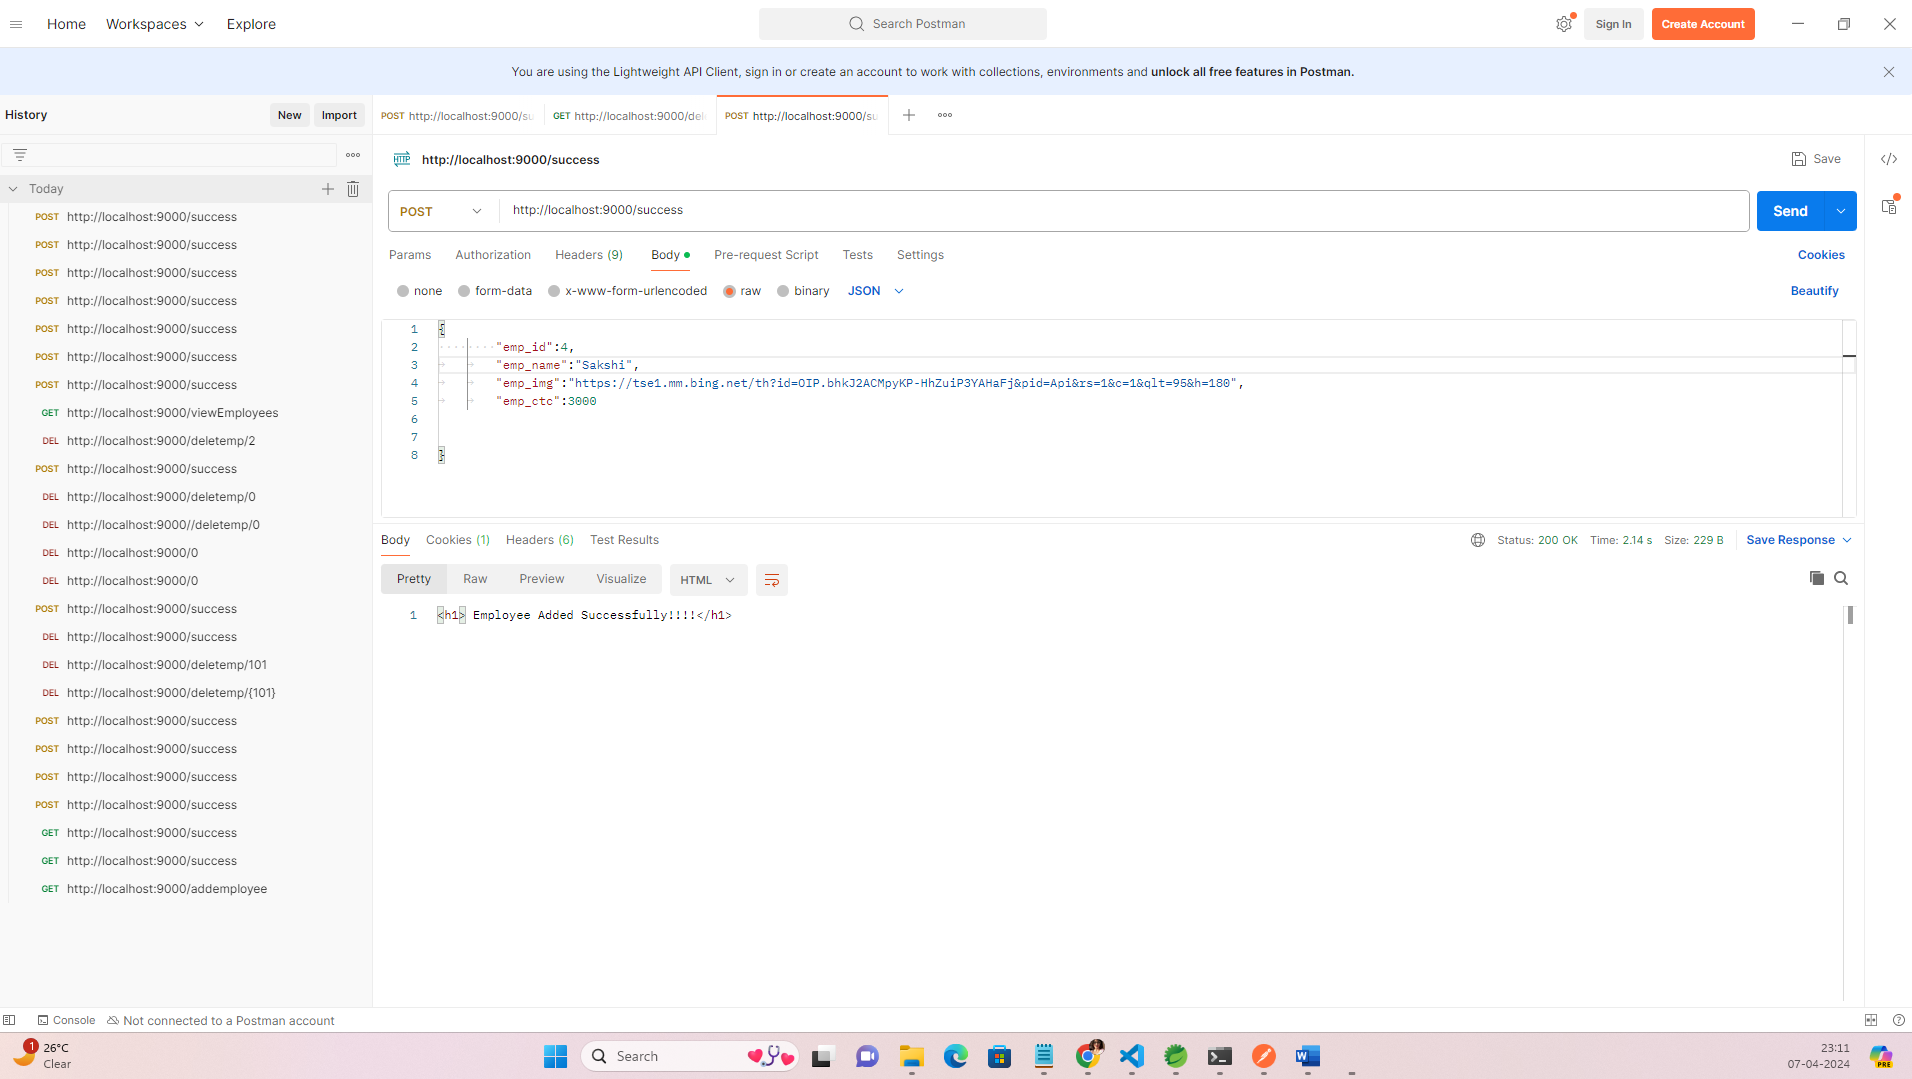 Home Workspaces Explore Search Postman Sign In Create Account
You are using the Lightweight API Client, sign in or create an account to work with collections, environments and unlock all free features in Postman.
History New Import
Today
POST http://localhost:9000/success
POST http://localhost:9000/success
POST http://localhost:9000/success
POST http://localhost:9000/success
POST http://localhost:9000/success
POST http://localhost:9000/success
POST http://localhost:9000/success
GET http://localhost:9000/viewEmployees
DEL http://localhost:9000/deletemp/2
POST http://localhost:9000/success
DEL http://localhost:9000/deletemp/0
DEL http://localhost:9000//deletemp/0
DEL http://localhost:9000/0
DEL http://localhost:9000/0
POST http://localhost:9000/success
DEL http://localhost:9000/success
DEL http://localhost:9000/deletemp/101
DEL http://localhost:9000/deletemp/{101}
POST http://localhost:9000/success
POST http://localhost:9000/success
POST http://localhost:9000/success
POST http://localhost:9000/success
GET http://localhost:9000/success
GET http://localhost:9000/success
GET http://localhost:9000/addemployee
POST http://localhost:9000/su GET http://localhost:9000/del POST http://localhost:9000/su
HTTP http://localhost:9000/success Save
POST http://localhost:9000/success Send
Params Authorization Headers (9) Body Pre-request Script Tests Settings Cookies
none form-data x-www-form-urlencoded raw binary JSON Beautify
1 {
2 "emp_id":4,
3 "emp_name":"Sakshi",
4 "emp_img":"https://tse1.mm.bing.net/th?id=OIP.bhkJ2ACMpyKP-HhZuiP3YAHaFj&pid=Api&rs=1&c=1&qlt=95&h=180",
5 "emp_ctc":3000
6
7
8 }
Body Cookies (1) Headers (6) Test Results Status: 200 OK Time: 2.14 s Size: 229 B Save Response
Pretty Raw Preview Visualize HTML
1 <h1> Employee Added Successfully!!!!</h1>
Console Not connected to a Postman account
1 26°C
Clear
Search
23:11
07-04-2024
PRE